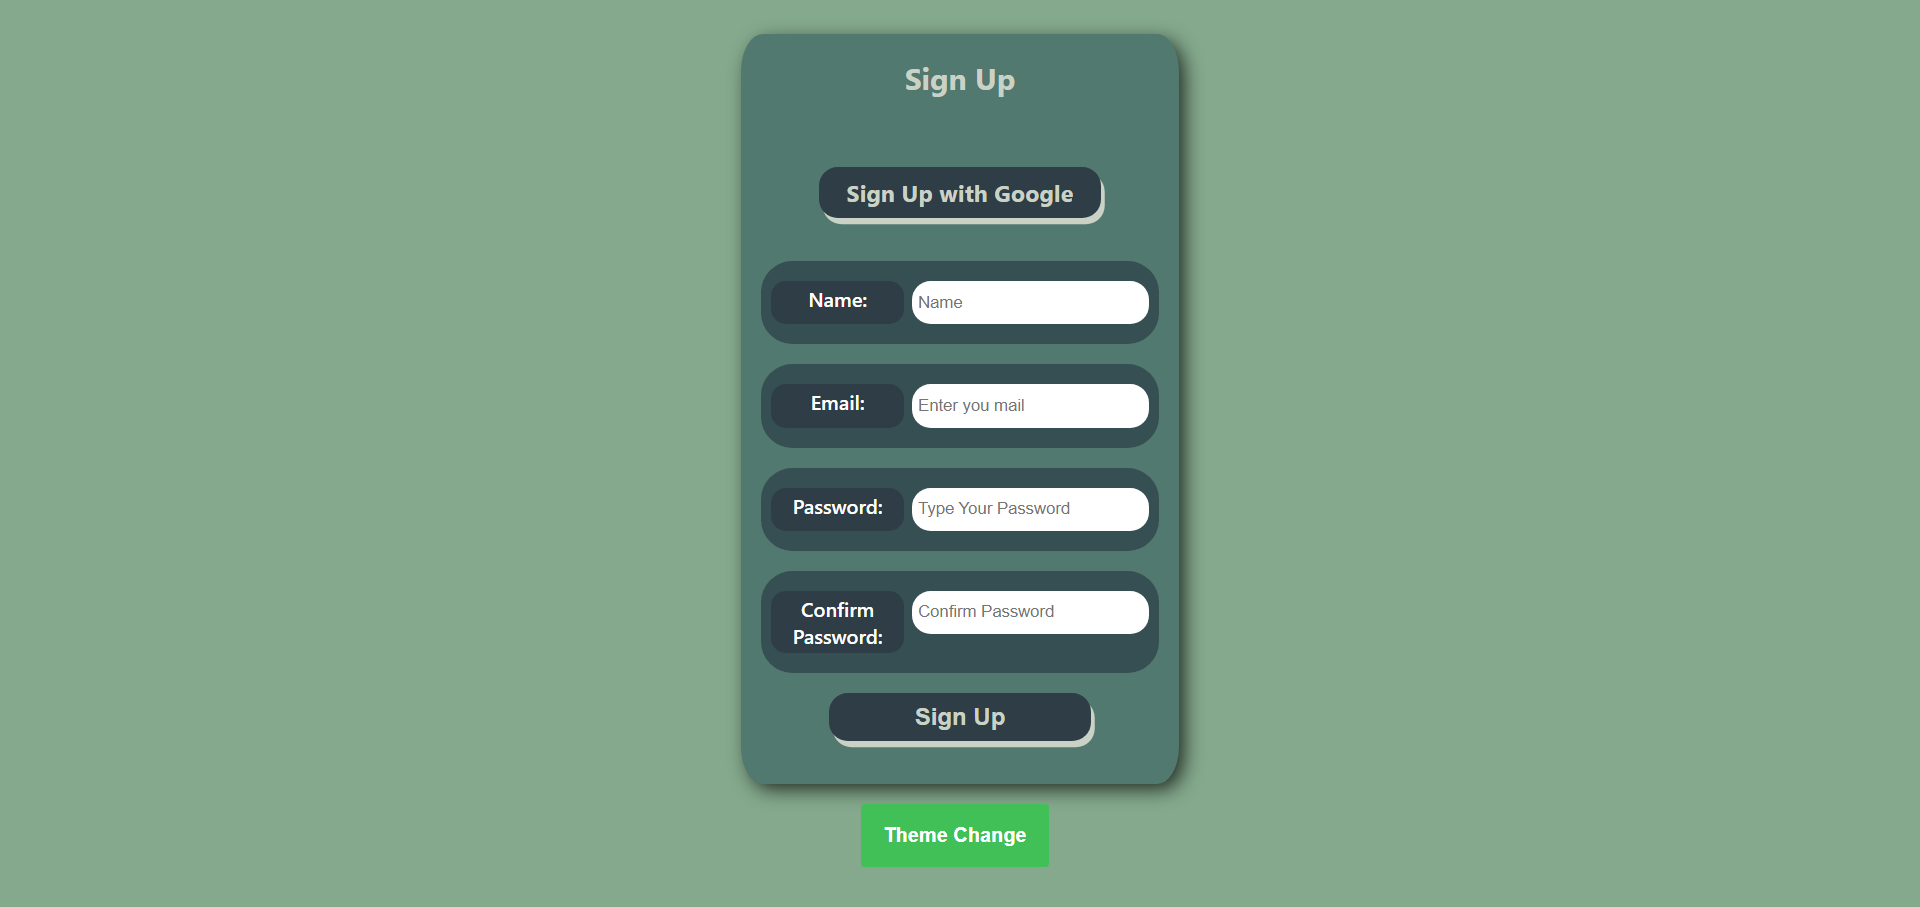 Sign Up
Sign Up with Google
Name:
Name
Email:
Enter you mail
Password:
Type Your Password
Confirm
Password:
Confirm Password
Sign Up
Theme Change